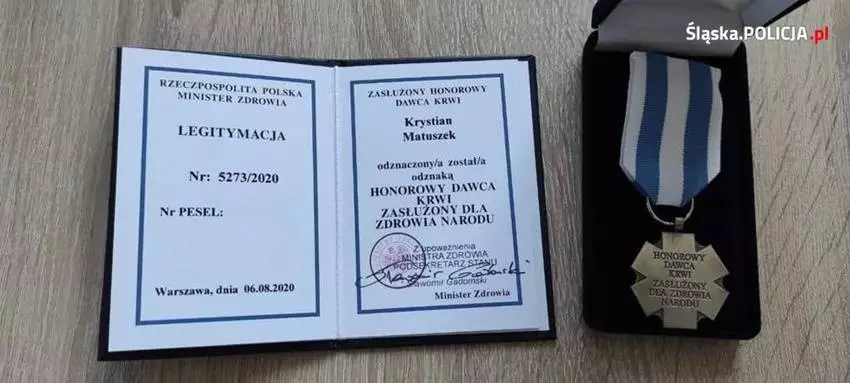 Śląska.POLICJA.pl
RZECZPOSPOLITA POLSKA
MINISTER ZDROWIA
LEGITYMACJA
Nr: 5273/2020
Nr PESEL:
Warszawa, dnia 06.08.2020
ZASŁUŻONY HONOROWY
DAWCA KRWI
Krystian
Matuszek
odznaczony/a został/a
odznaką
HONOROWY DAWCA
KRWI
ZASŁUŻONY DLA
ZDROWIA NARODU
Z upoważnienia
MINISTRA ZDROWIA
PODSEKRETARZ STANU
Sławomir Gadomski
Minister Zdrowia
HONOROWY
DAWCA
KRWI
ZASŁUŻONY
DLA ZDROWIA
NARODU